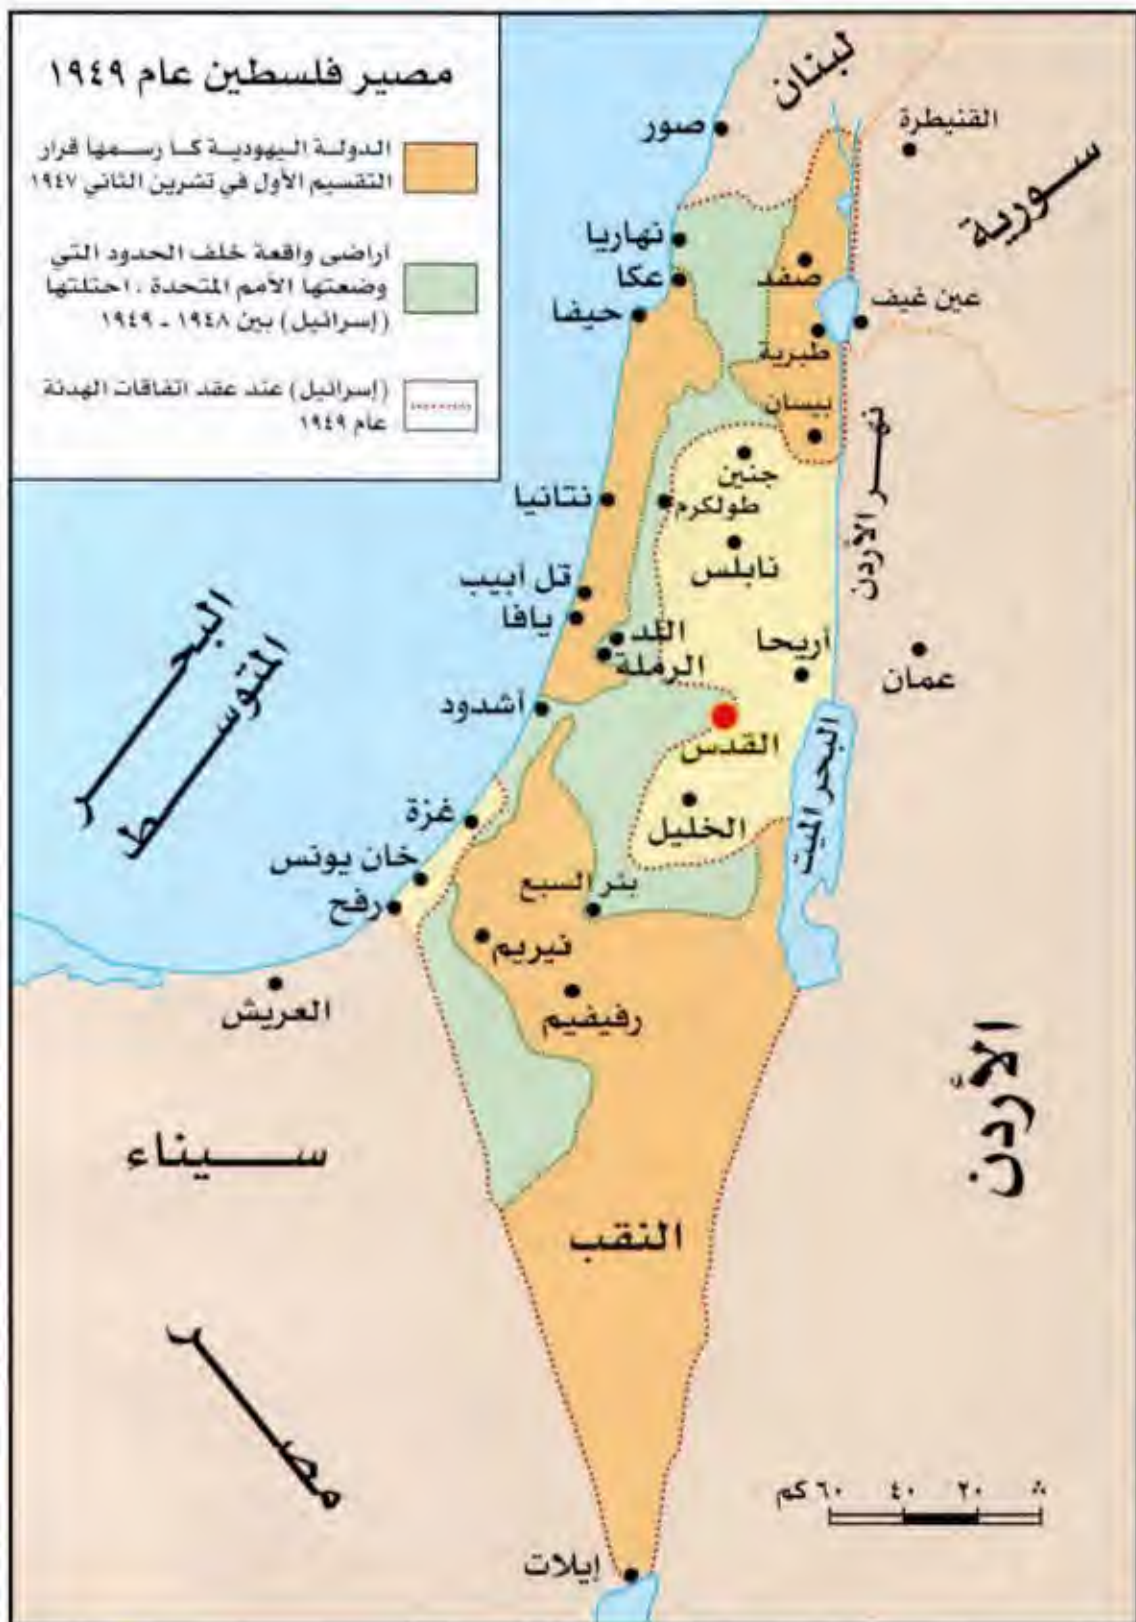 مصير فلسطين عام ١٩٤٩
الدولة اليهودية كما رسمها قرار
التقسيم الأول في تشرين الثاني ١٩٤٧
أراضى واقعة خلف الحدود التي
وضعتها الأمم المتحدة ، احتلتها
(إسرائيل) بين ١٩٤٨ ـ ١٩٤٩
(إسرائيل) عند عقد اتفاقات الهدنة
عام ١٩٤٩
لبنان
صور
القنيطرة
سورية
نهاريا
عكا
صفد
حيفا
عين غيف
طبرية
بيسان
نهر الأردن
جنين
نتانيا
طولكرم
نابلس
تل أبيب
يافا
اللد
الرملة
أريحا
عمان
أشدود
القدس
البحر
المتوسط
البحر الميت
غزة
الخليل
خان يونس
بئر السبع
رفح
نيريم
العريش
رفيفيم
الأردن
سيناء
النقب
مصر
٢٠ ٤٠ ٦٠ كم
إيلات